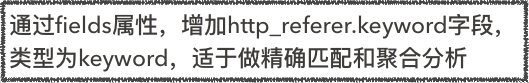 通过fields属性，增加http_referer.keyword字段，
类型为keyword，适于做精确匹配和聚合分析